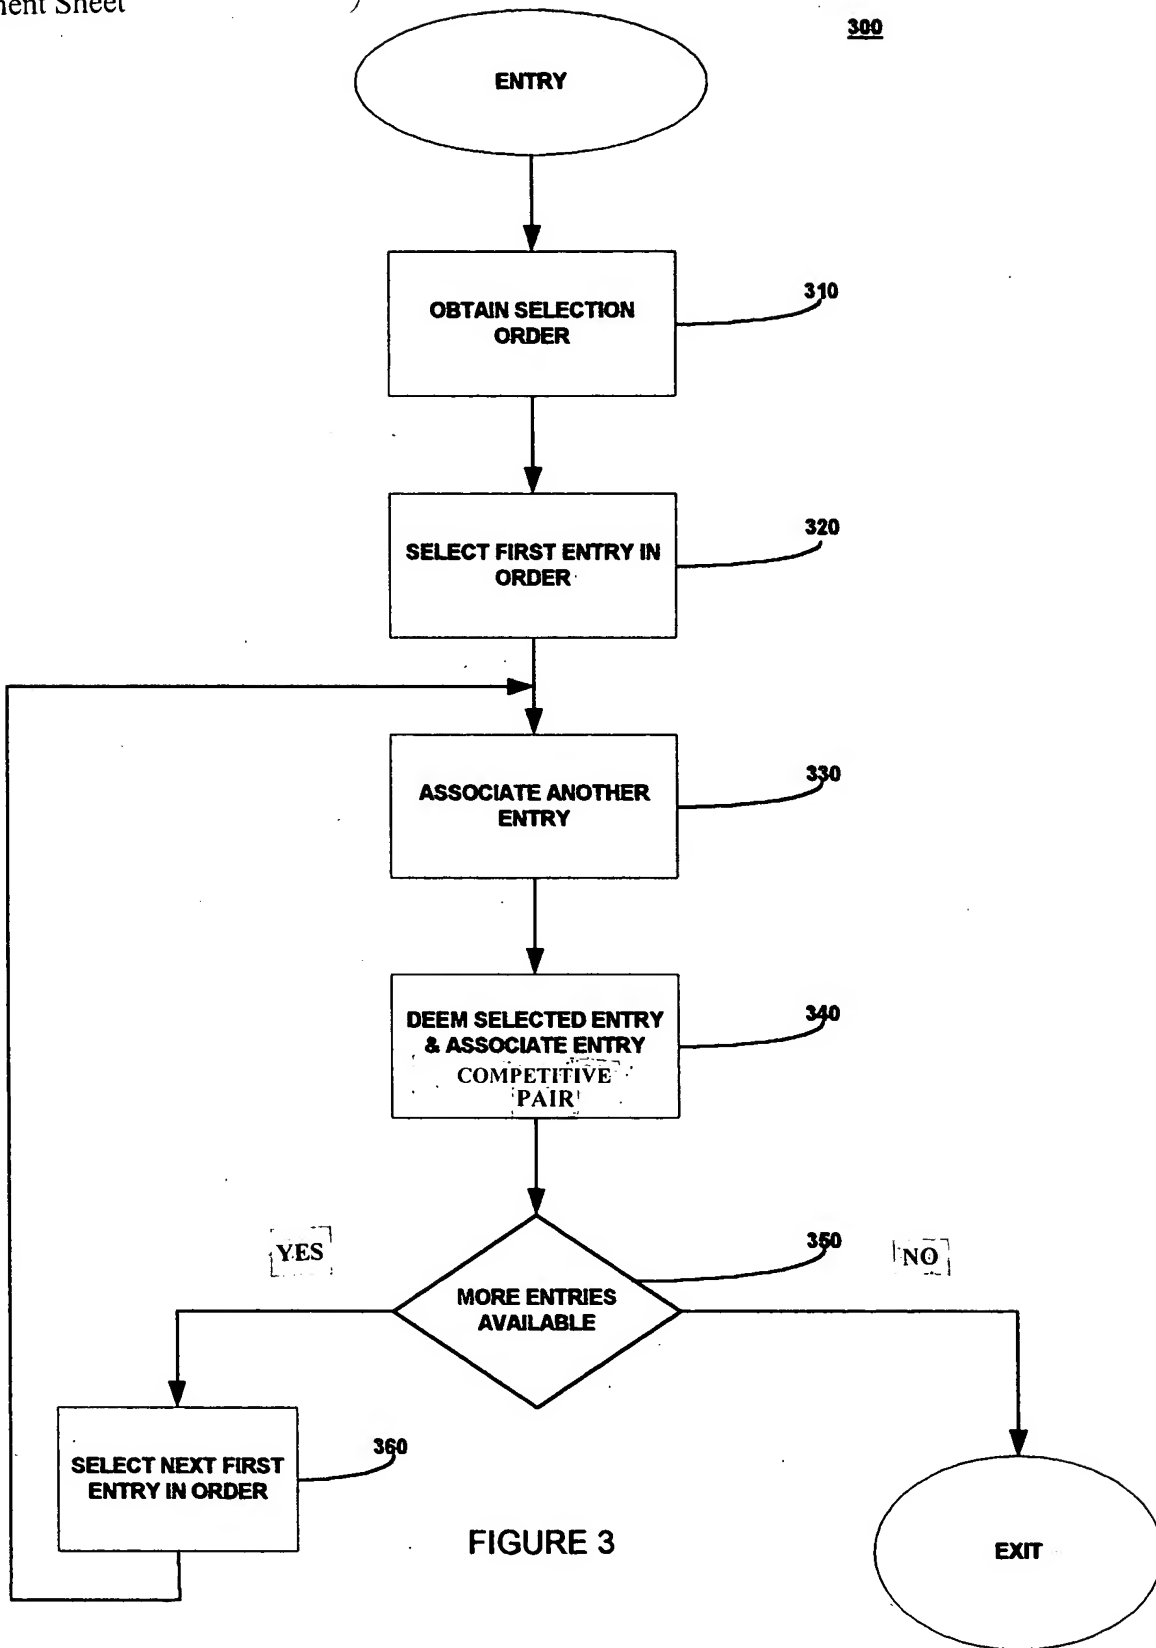 ment Sheet
300
ENTRY
310
OBTAIN SELECTION
ORDER
320
SELECT FIRST ENTRY IN
ORDER
330
ASSOCIATE ANOTHER
ENTRY
340
DEEM SELECTED ENTRY
& ASSOCIATE ENTRY
COMPETITIVE
PAIR
350
YES
NO
MORE ENTRIES
AVAILABLE
360
SELECT NEXT FIRST
ENTRY IN ORDER
FIGURE 3
EXIT